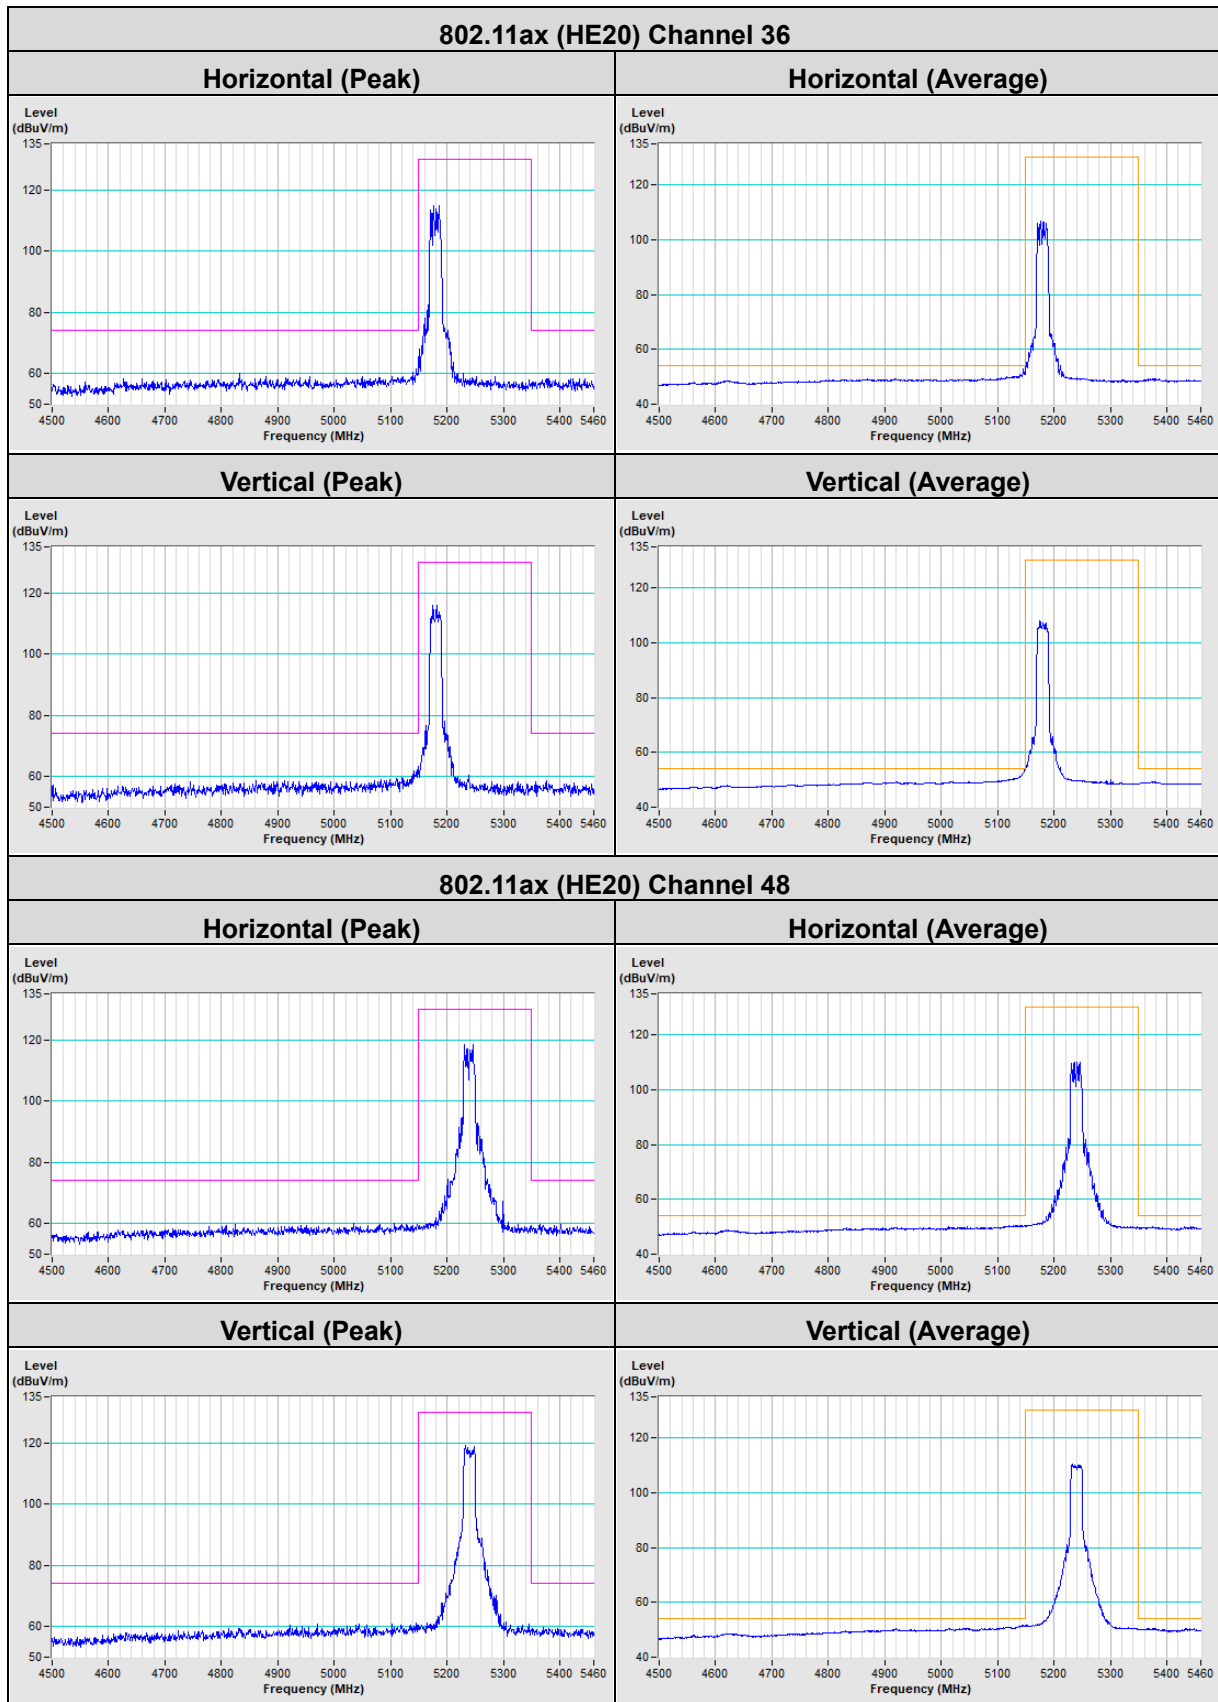 802.11ax (HE20) Channel 36
Horizontal (Peak)
Horizontal (Average)
Level
(dBuV/m)
135
120
100
80
60
50
4500 4600 4700 4800 4900 5000 5100 5200 5300 5400 5460
Frequency (MHz)
Level
(dBuV/m)
135
120
100
80
60
40
4500 4600 4700 4800 4900 5000 5100 5200 5300 5400 5460
Frequency (MHz)
Vertical (Peak)
Vertical (Average)
Level
(dBuV/m)
135
120
100
80
60
50
4500 4600 4700 4800 4900 5000 5100 5200 5300 5400 5460
Frequency (MHz)
Level
(dBuV/m)
135
120
100
80
60
40
4500 4600 4700 4800 4900 5000 5100 5200 5300 5400 5460
Frequency (MHz)
802.11ax (HE20) Channel 48
Horizontal (Peak)
Horizontal (Average)
Level
(dBuV/m)
135
120
100
80
60
50
4500 4600 4700 4800 4900 5000 5100 5200 5300 5400 5460
Frequency (MHz)
Level
(dBuV/m)
135
120
100
80
60
40
4500 4600 4700 4800 4900 5000 5100 5200 5300 5400 5460
Frequency (MHz)
Vertical (Peak)
Vertical (Average)
Level
(dBuV/m)
135
120
100
80
60
50
4500 4600 4700 4800 4900 5000 5100 5200 5300 5400 5460
Frequency (MHz)
Level
(dBuV/m)
135
120
100
80
60
40
4500 4600 4700 4800 4900 5000 5100 5200 5300 5400 5460
Frequency (MHz)